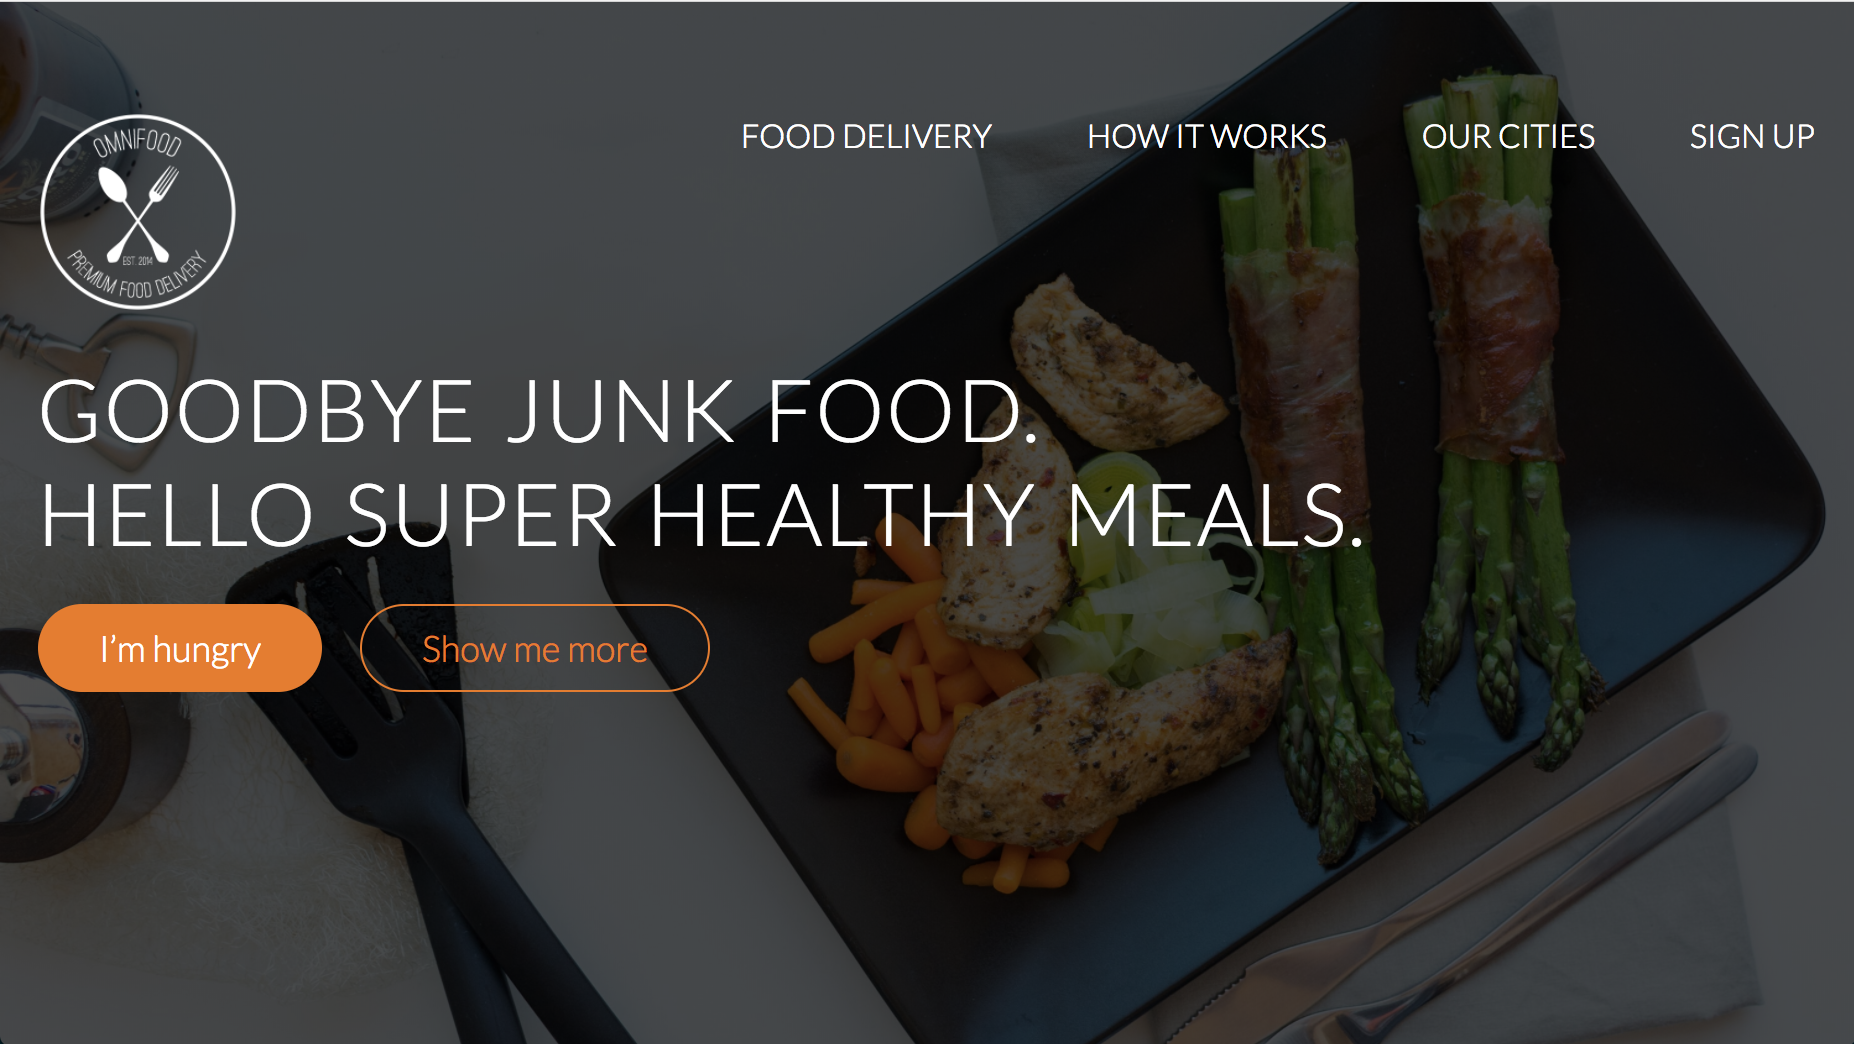 OMNIFOOD
EST. 2014
PREMIUM FOOD DELIVERY
FOOD DELIVERY
HOW IT WORKS
OUR CITIES
SIGN UP
GOODBYE JUNK FOOD.
HELLO SUPER HEALTHY MEALS.
I'm hungry
Show me more